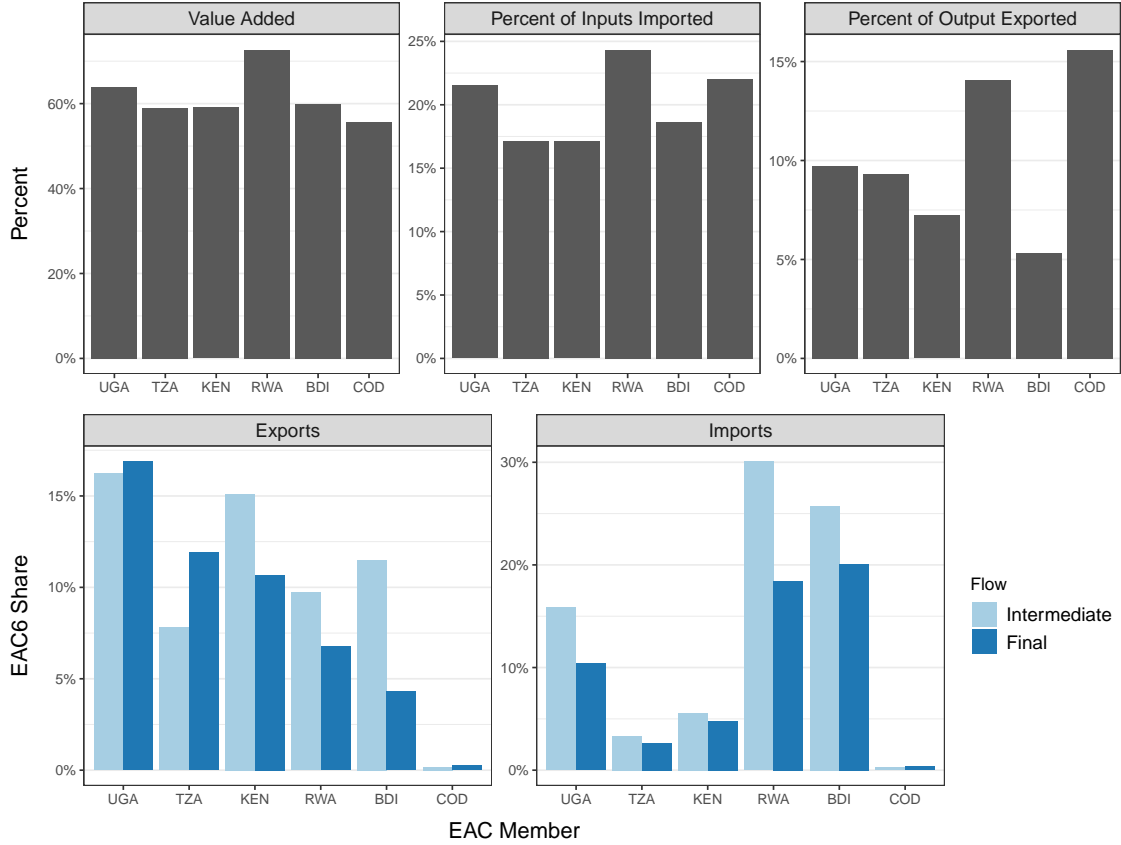 Value Added
Percent of Inputs Imported
Percent of Output Exported
Percent
60%
40%
20%
0%
UGA TZA KEN RWA BDI COD
25%
20%
15%
10%
5%
0%
UGA TZA KEN RWA BDI COD
15%
10%
5%
0%
UGA TZA KEN RWA BDI COD
Exports
Imports
EAC6 Share
15%
10%
5%
0%
UGA TZA KEN RWA BDI COD
30%
20%
10%
0%
UGA TZA KEN RWA BDI COD
EAC Member
Flow
Intermediate
Final